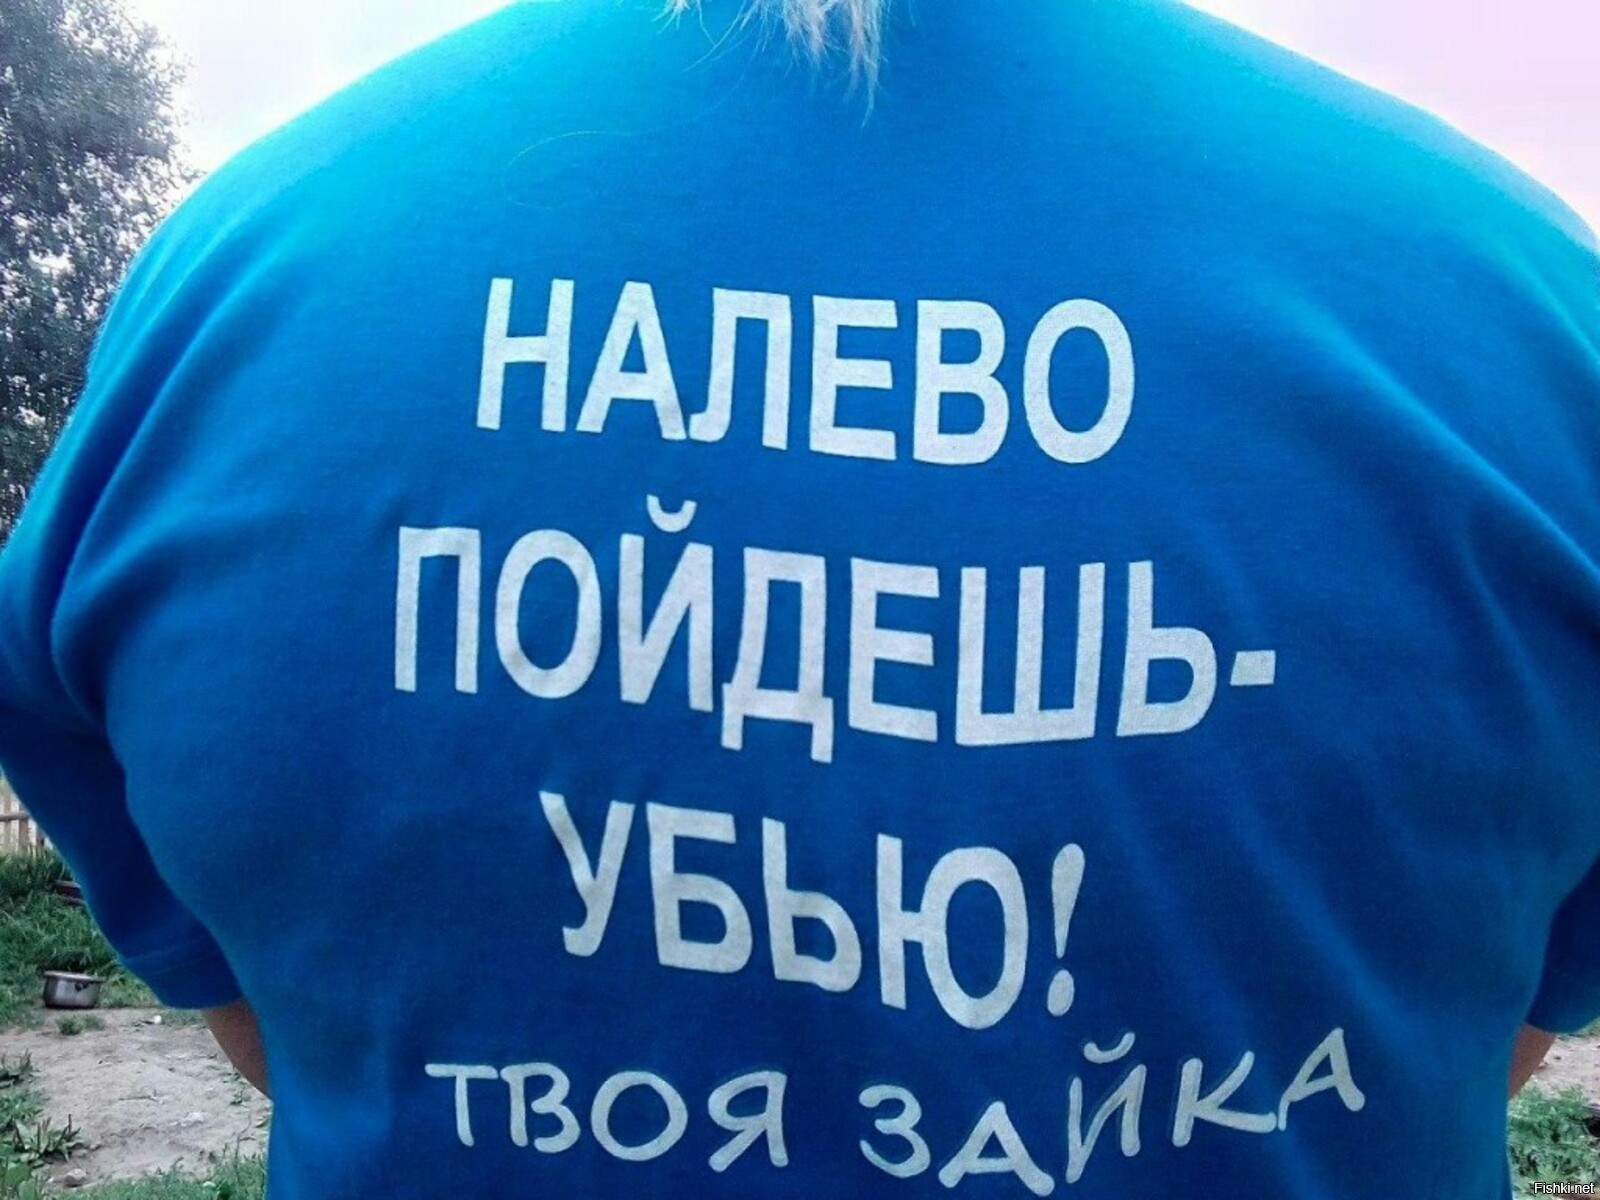 НАЛЕВО
ПОЙДЕШЬ-
УБЬЮ!
ТВОЯ ЗАЙКА
Fishki.net